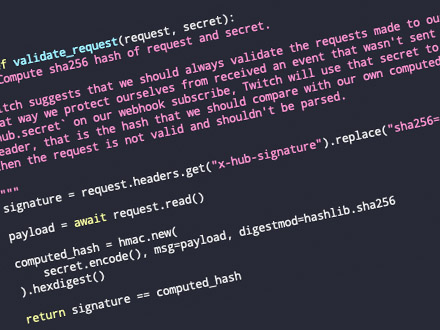 f validate_request(request, secret):
Compute sha256 hash of request and secret.
itch suggests that we should always validate the requests made to ou
at way we protect ourselves from received an event that wasn't sent
hub.secret` on our webhook subscribe, Twitch will use that secret to
eader, that is the hash that we should compare with our own computed
hen the request is not valid and shouldn't be parsed.
"""
signature = request.headers.get("x-hub-signature").replace("sha256=
payload = await request.read()
computed_hash = hmac.new(
secret.encode(), msg=payload, digestmod=hashlib.sha256
).hexdigest()
return signature == computed_hash